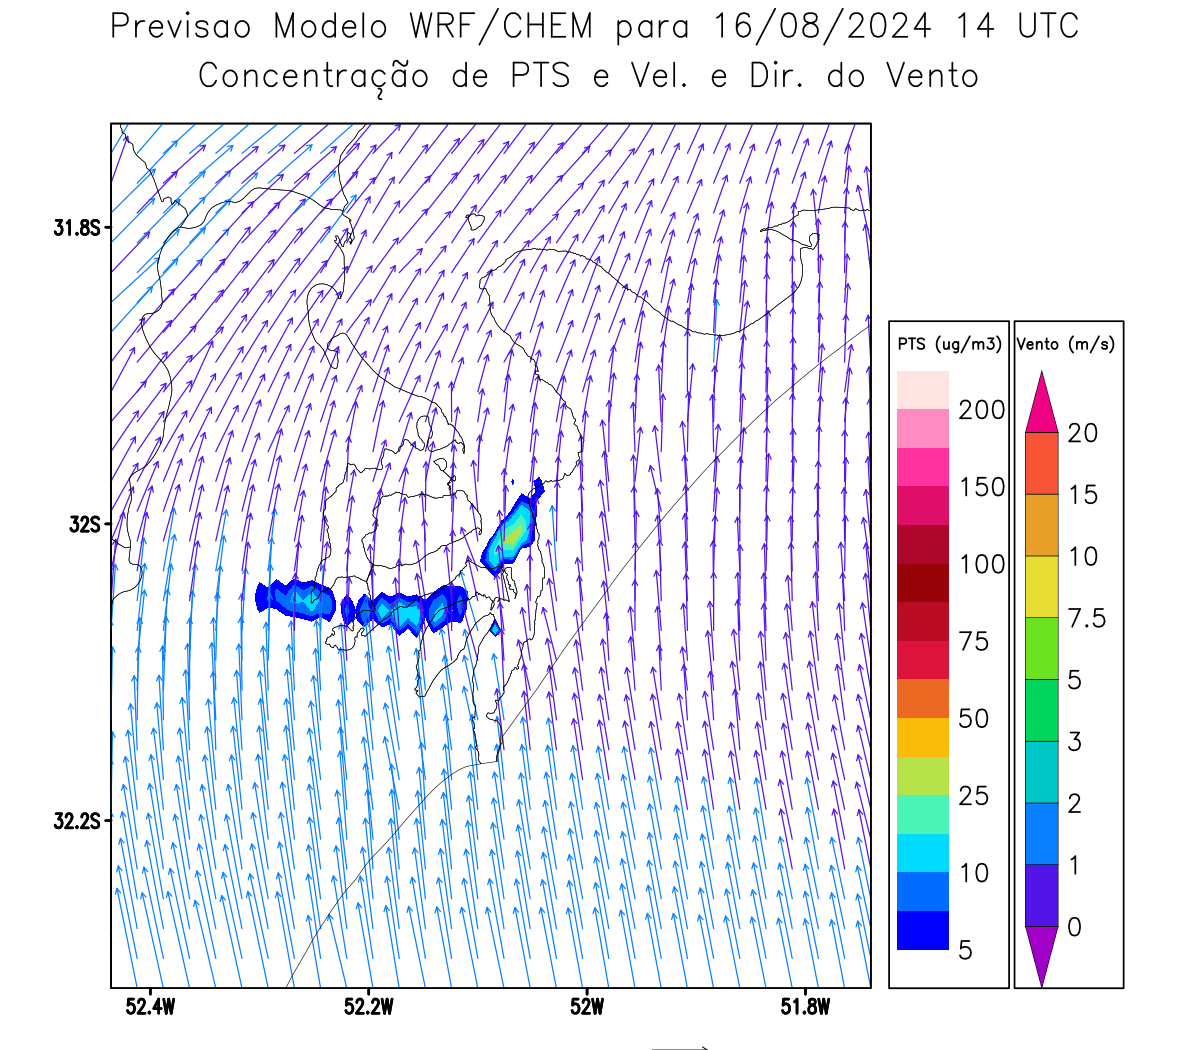 Previsao Modelo WRF/CHEM para 16/08/2024 14 UTC
Concentração de PTS e Vel. e Dir. do Vento
31.8S
32S
32.2S
52.4W 52.2W 52W 51.8W
PTS (ug/m3)
200
150
100
75
50
25
10
5
Vento (m/s)
20
15
10
7.5
5
3
2
1
0